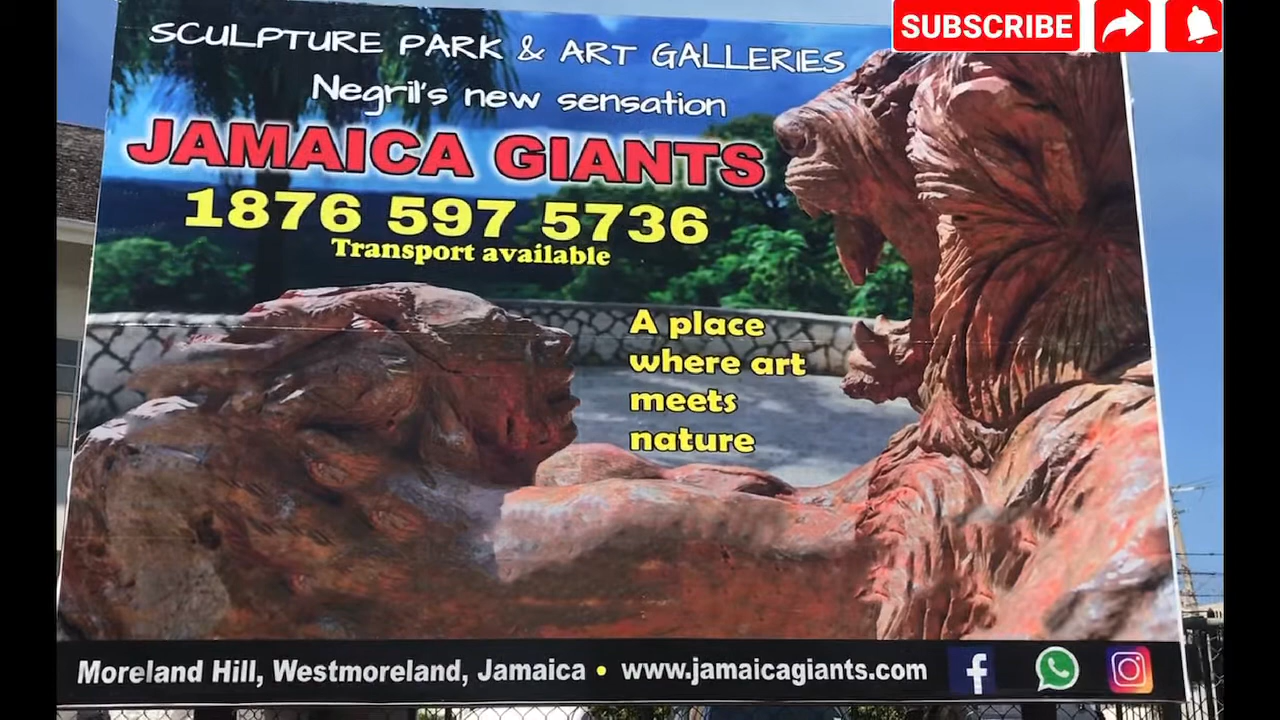 SUBSCRIBE
SCULPTURE PARK & ART GALLERIES
Negril's new sensation
JAMAICA GIANTS
1876 597 5736
Transport available
A place
where art
meets
nature
Moreland Hill, Westmoreland, Jamaica • www.jamaicagiants.com